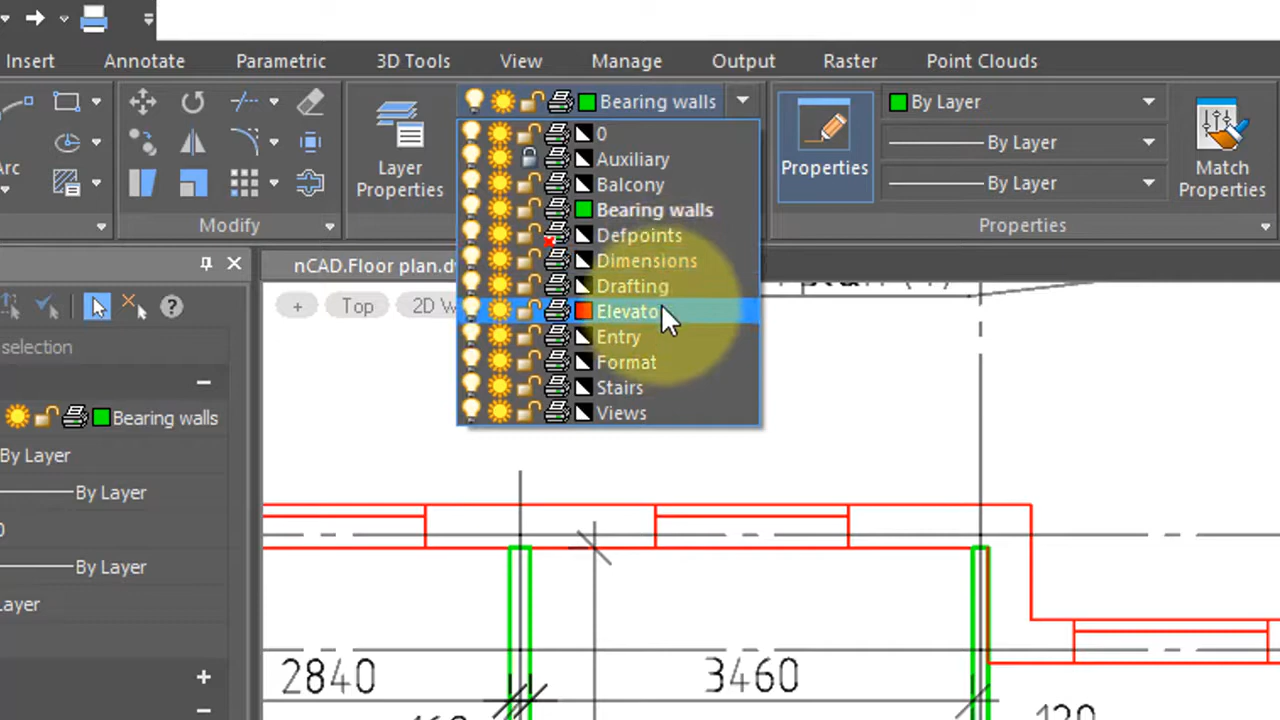 Insert Annotate Parametric 3D Tools View Manage Output Raster Point Clouds
Bearing walls
By Layer
By Layer
By Layer
Layer
Properties
Properties
Match
Properties
Modify
Properties
0
Auxiliary
Balcony
Bearing walls
Defpoints
Dimensions
Drafting
Elevato
Entry
Format
Stairs
Views
nCAD.Floor plan.d
+ Top 2D W
selection
Bearing walls
By Layer
By Layer
0
By Layer
ayer
2840
3460